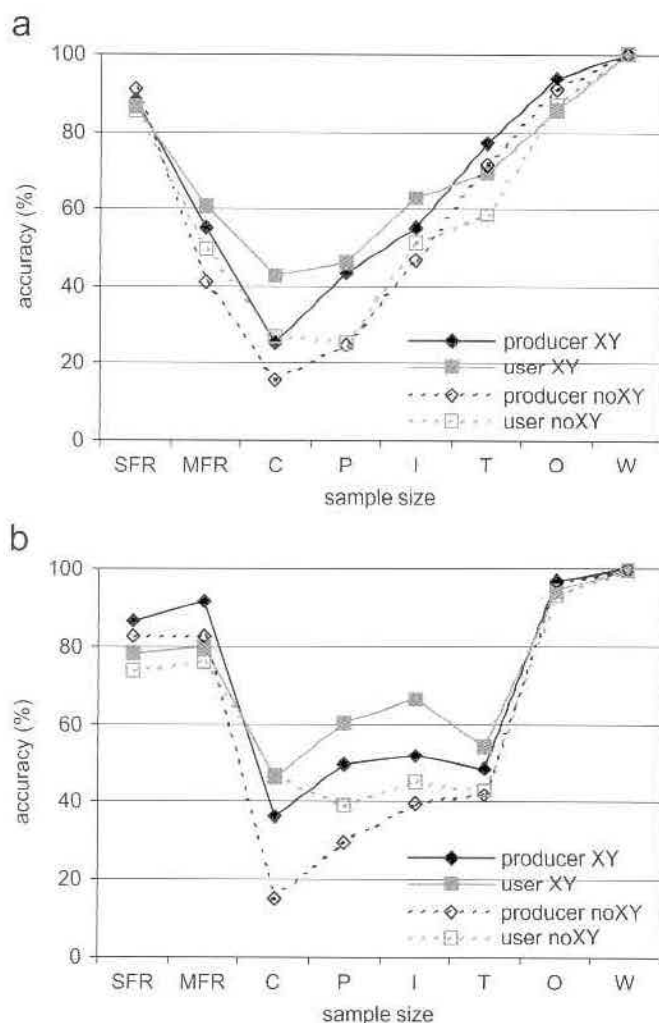 a
100
80
60
40
20
0
accuracy (%)
producer XY
user XY
producer noXY
user noXY
SFR MFR C P I T O W
sample size
b
100
80
60
40
20
0
accuracy (%)
producer XY
user XY
producer noXY
user noXY
SFR MFR C P I T O W
sample size